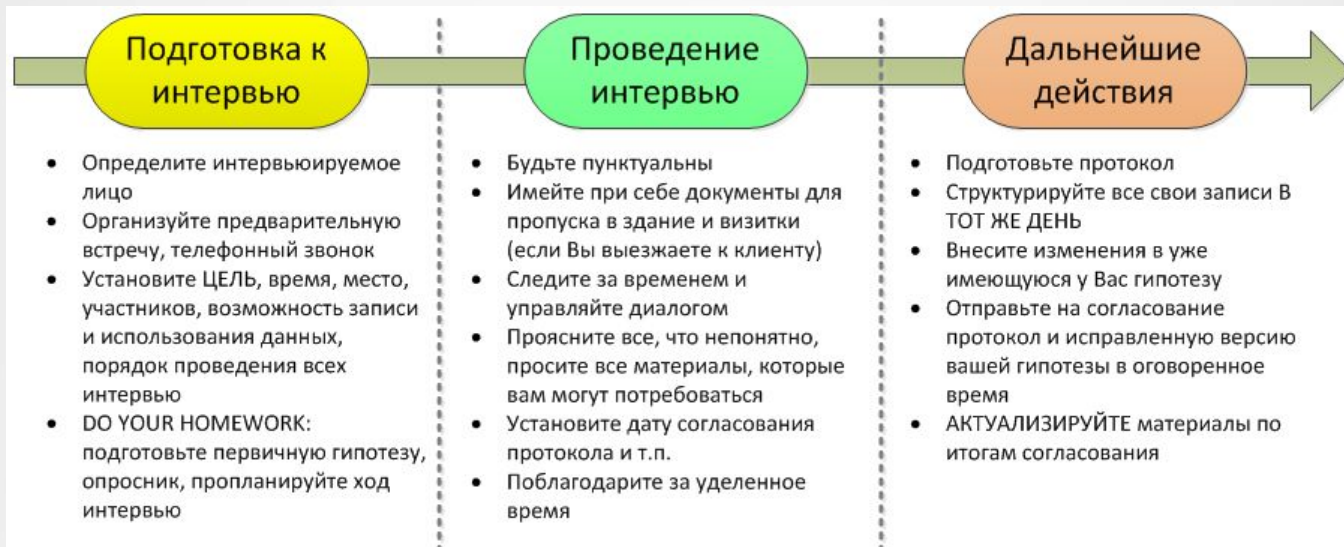 Подготовка к
интервью
• Определите интервьюируемое
лицо
• Организуйте предварительную
встречу, телефонный звонок
• Установите ЦЕЛЬ, время, место,
участников, возможность записи
и использования данных,
порядок проведения всех
интервью
• DO YOUR HOMEWORK:
подготовьте первичную гипотезу,
опросник, пропланируйте ход
интервью
Проведение
интервью
• Будьте пунктуальны
• Имейте при себе документы для
пропуска в здание и визитки
(если Вы выезжаете к клиенту)
• Следите за временем и
управляйте диалогом
• Проясните все, что непонятно,
просите все материалы, которые
вам могут потребоваться
• Установите дату согласования
протокола и т.п.
• Поблагодарите за уделенное
время
Дальнейшие
действия
• Подготовьте протокол
• Структурируйте все свои записи В
ТОТ ЖЕ ДЕНЬ
• Внесите изменения в уже
имеющуюся у Вас гипотезу
• Отправьте на согласование
протокол и исправленную версию
вашей гипотезы в оговоренное
время
• АКТУАЛИЗИРУЙТЕ материалы по
итогам согласования